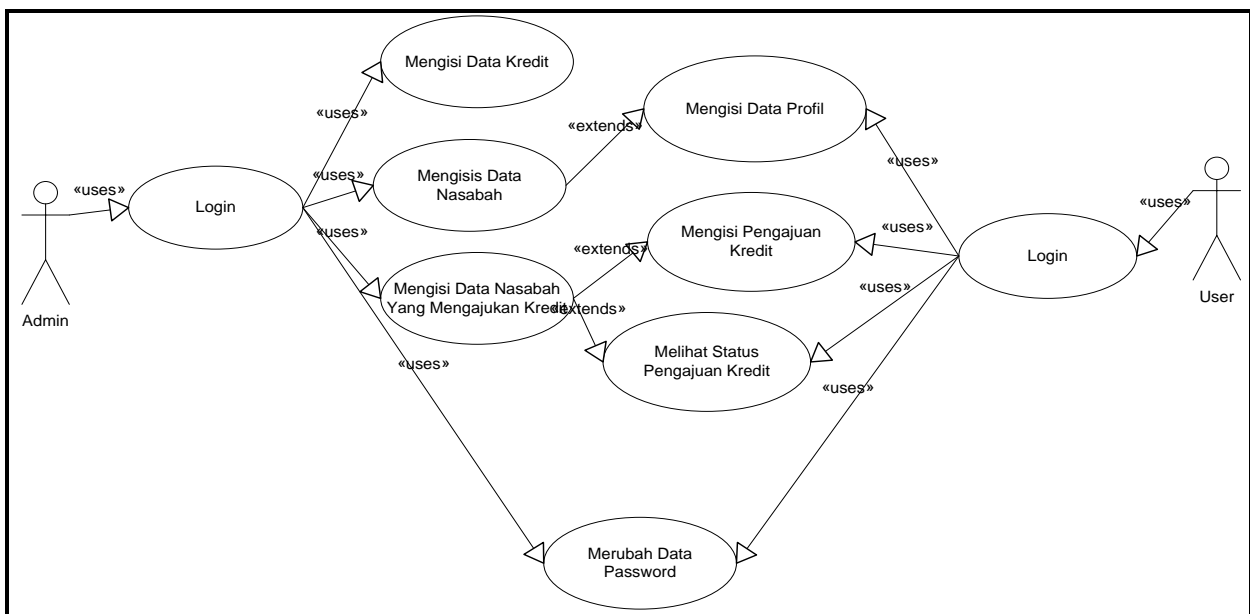 Mengisi Data Kredit
«uses»
Mengisi Data Profil
«extends»
«uses»
«uses»
Mengisis Data
Nasabah
«uses»
Login
«uses»
Mengisi Pengajuan
Kredit
«uses»
«uses»
«extends»
Login
Mengisi Data Nasabah
Yang Mengajukan Kredit
«extends»
«uses»
Admin
User
Melihat Status
Pengajuan Kredit
«uses»
«uses»
Merubah Data
Password